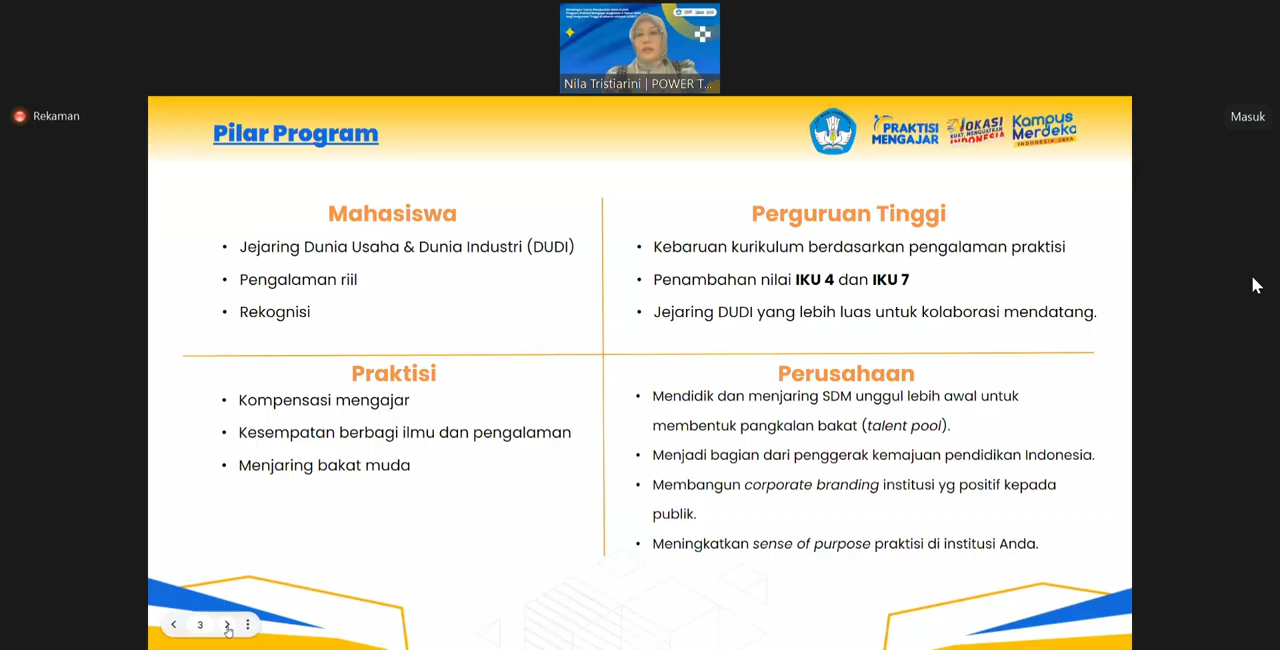 Nila Tristiarini | POWER T...
Rekaman
Masuk
Pilar Program
PRAKTISI
MENGAJAR
VOKASI
KUAT, MENGUATKAN
INDONESIA
Kampus
Merdeka
INDONESIA JAYA
Mahasiswa
• Jejaring Dunia Usaha & Dunia Industri (DUDI)
• Pengalaman riil
• Rekognisi
Perguruan Tinggi
• Kebaruan kurikulum berdasarkan pengalaman praktisi
• Penambahan nilai IKU 4 dan IKU 7
• Jejaring DUDI yang lebih luas untuk kolaborasi mendatang.
Praktisi
• Kompensasi mengajar
• Kesempatan berbagi ilmu dan pengalaman
• Menjaring bakat muda
Perusahaan
• Mendidik dan menjaring SDM unggul lebih awal untuk
membentuk pangkalan bakat (talent pool).
• Menjadi bagian dari penggerak kemajuan pendidikan Indonesia.
• Membangun corporate branding institusi yg positif kepada
publik.
• Meningkatkan sense of purpose praktisi di institusi Anda.
3